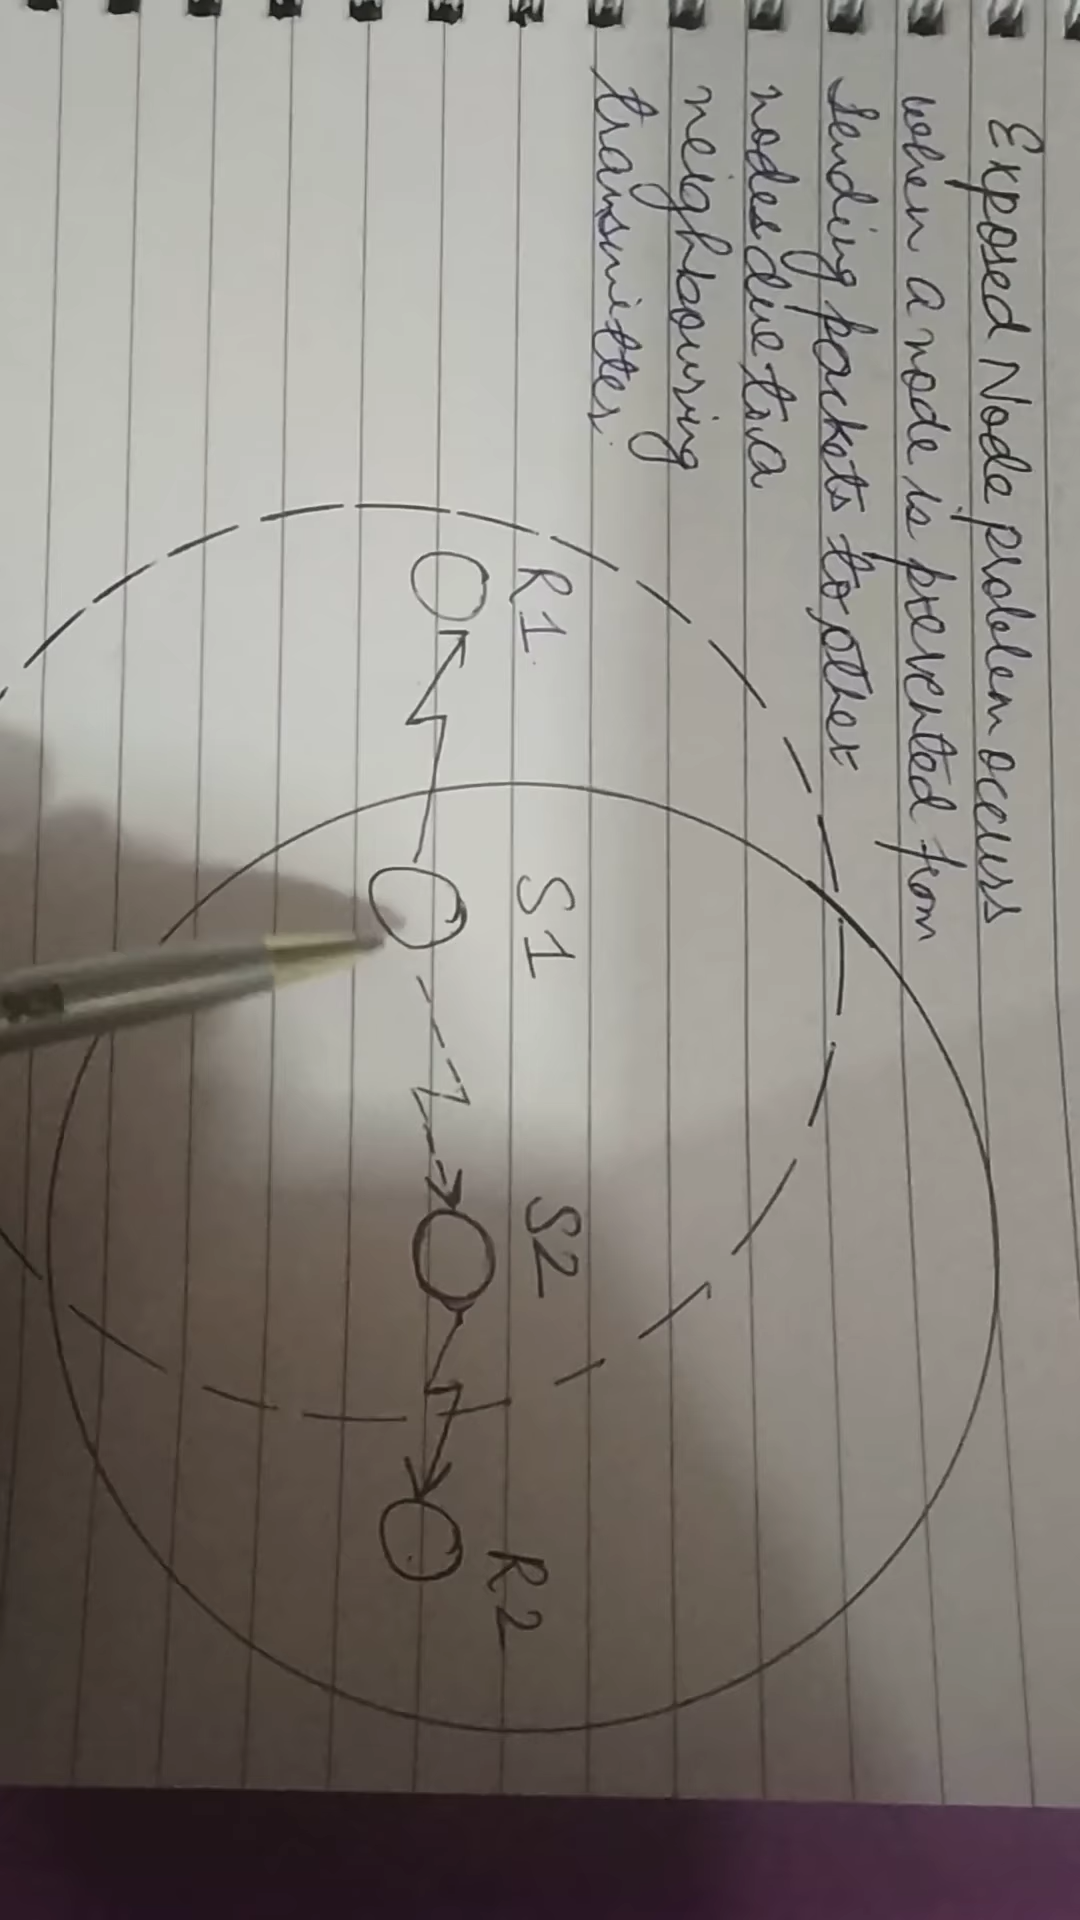 Exposed Node problem occurs
when a node is prevented from
sending packets to other
nodes due to a
neighbouring
transmitter.
R1 S1 S2 R2